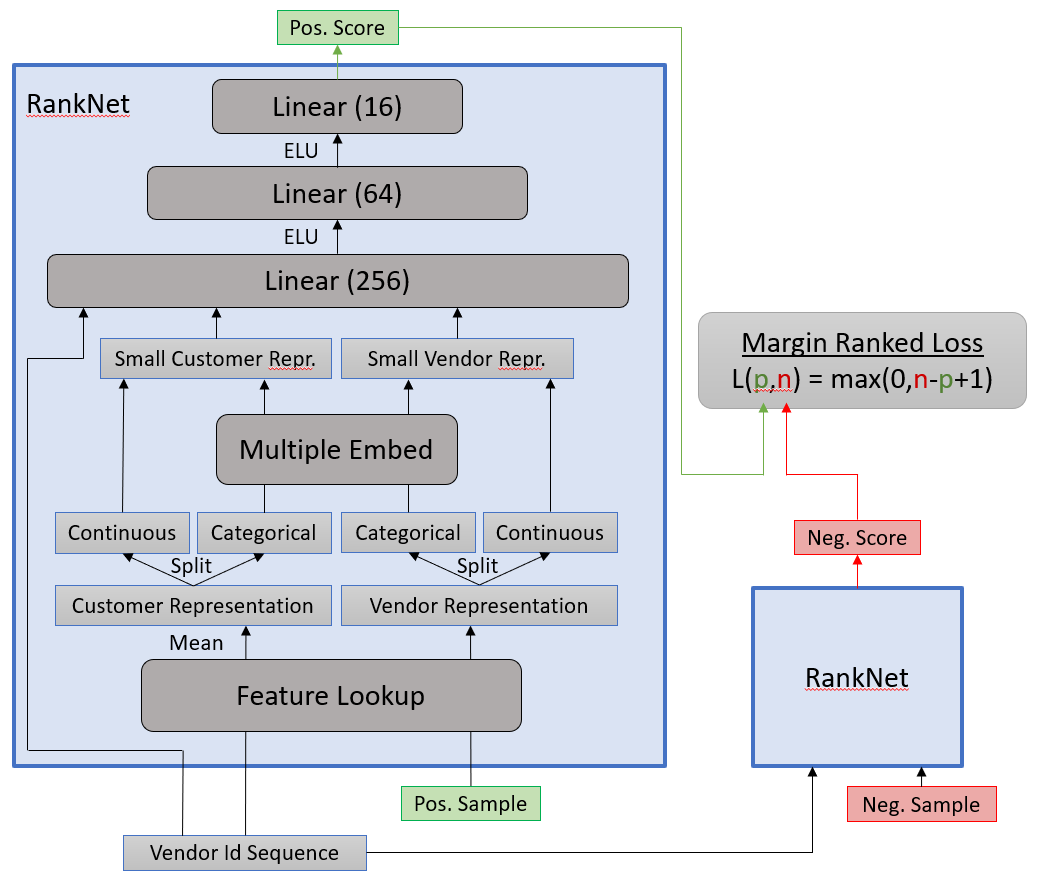 Pos. Score
RankNet
Linear (16)
ELU
Linear (64)
ELU
Linear (256)
Small Customer Repr.
Small Vendor Repr.
Margin Ranked Loss
L(p,n) = max(0,n-p+1)
Multiple Embed
Continuous
Categorical
Categorical
Continuous
Split
Split
Customer Representation
Vendor Representation
Mean
Feature Lookup
Pos. Sample
Vendor Id Sequence
Neg. Score
RankNet
Neg. Sample